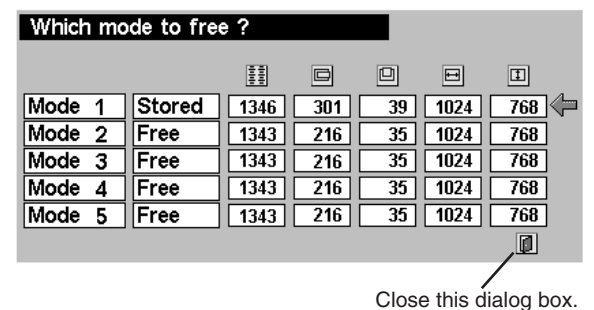 Which mode to free ?
Mode 1 Stored 1346 301 39 1024 768
Mode 2 Free 1343 216 35 1024 768
Mode 3 Free 1343 216 35 1024 768
Mode 4 Free 1343 216 35 1024 768
Mode 5 Free 1343 216 35 1024 768
Close this dialog box.